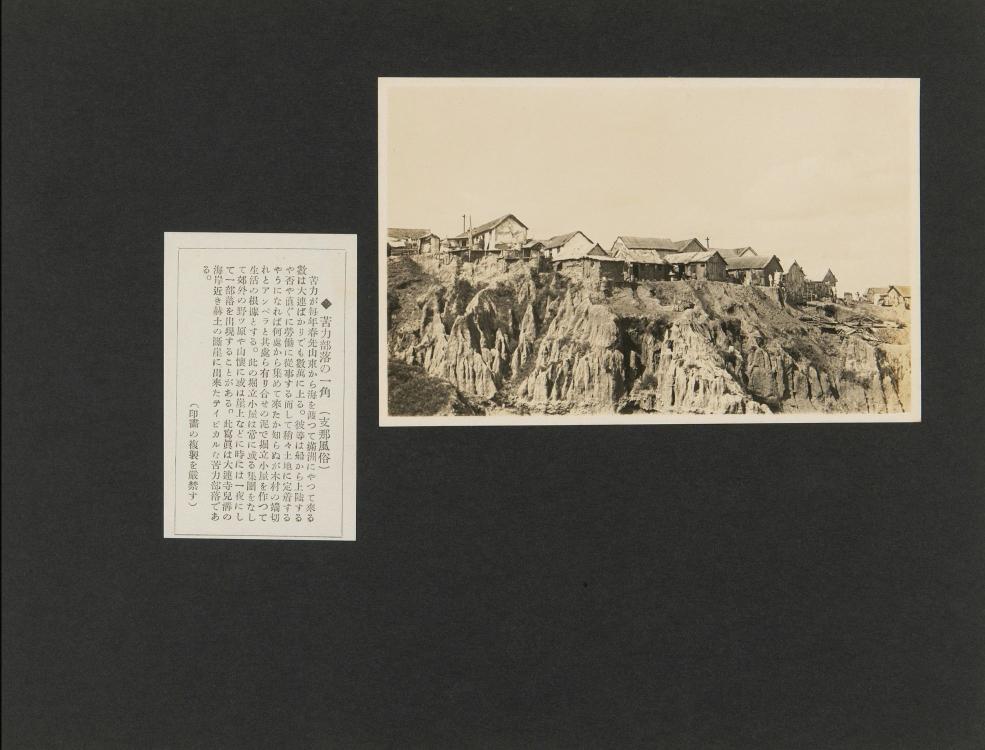 ◆苦力部落の一角（支那風俗）
苦力が每年春先山東から海を渡つて滿洲にやつて來る
數は大連ばかりでも數萬に上る。彼等は船から上陸する
や否や直ぐに勞働に從事する而して稍々土地に定着する
やうになれば何處から集めて來たか知らぬが木材の端切
れとアンペラと其處ら有り合せの泥で掘立小屋を作つて
生活の根據とする。此の掘立小屋は常に或る集團をなし
て郊外の野ッ原や山懷に或は崖上などに時には一夜にし
て一部落を出現することがある。此寫眞は大連寺兒溝の
海岸近き赫土の斷崖に出來たティピカルな苦力部落であ
る。
（印畫の複製を嚴禁す）